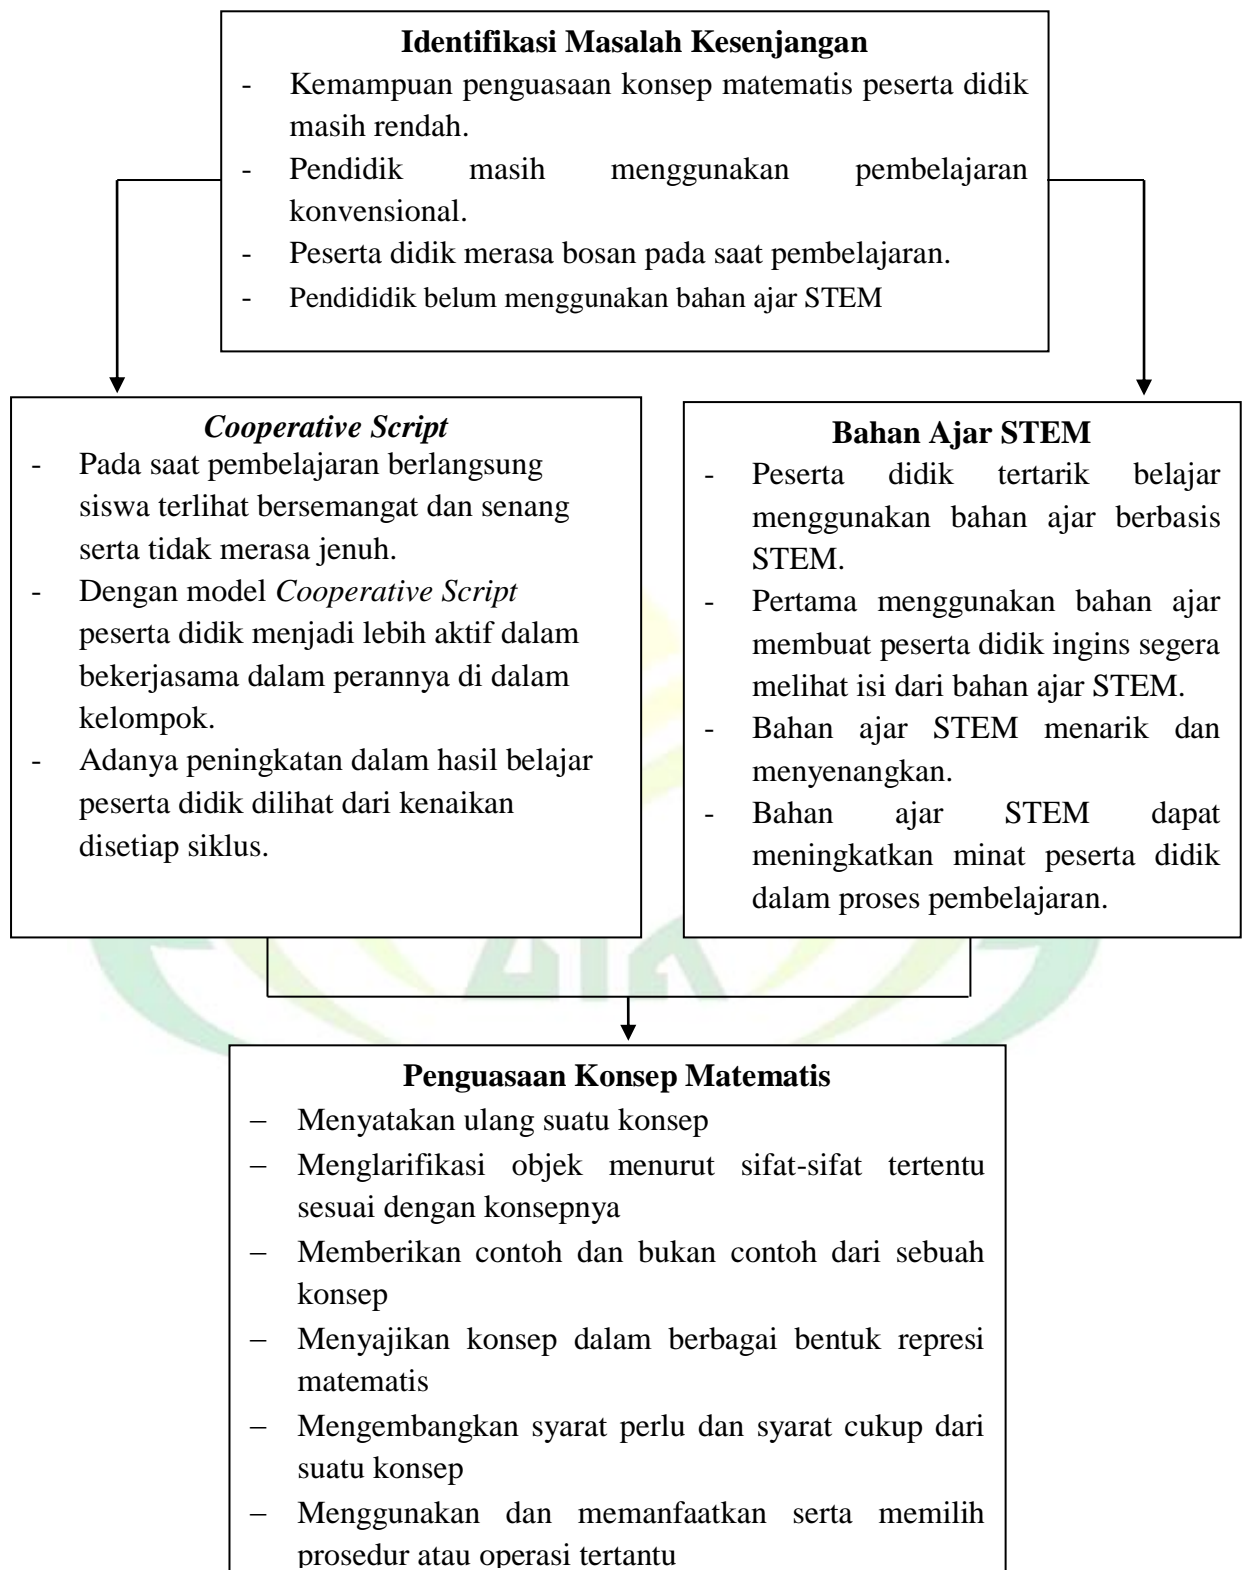 Identifikasi Masalah Kesenjangan
- Kemampuan penguasaan konsep matematis peserta didik
masih rendah.
- Pendidik masih menggunakan pembelajaran
konvensional.
- Peserta didik merasa bosan pada saat pembelajaran.
- Pendididik belum menggunakan bahan ajar STEM
Cooperative Script
- Pada saat pembelajaran berlangsung
siswa terlihat bersemangat dan senang
serta tidak merasa jenuh.
- Dengan model Cooperative Script
peserta didik menjadi lebih aktif dalam
bekerjasama dalam perannya di dalam
kelompok.
- Adanya peningkatan dalam hasil belajar
peserta didik dilihat dari kenaikan
disetiap siklus.
Bahan Ajar STEM
- Peserta didik tertarik belajar
menggunakan bahan ajar berbasis
STEM.
- Pertama menggunakan bahan ajar
membuat peserta didik ingins segera
melihat isi dari bahan ajar STEM.
- Bahan ajar STEM menarik dan
menyenangkan.
- Bahan ajar STEM dapat
meningkatkan minat peserta didik
dalam proses pembelajaran.
Penguasaan Konsep Matematis
– Menyatakan ulang suatu konsep
– Menglarifikasi objek menurut sifat-sifat tertentu
sesuai dengan konsepnya
– Memberikan contoh dan bukan contoh dari sebuah
konsep
– Menyajikan konsep dalam berbagai bentuk represi
matematis
– Mengembangkan syarat perlu dan syarat cukup dari
suatu konsep
– Menggunakan dan memanfaatkan serta memilih
prosedur atau operasi tertantu